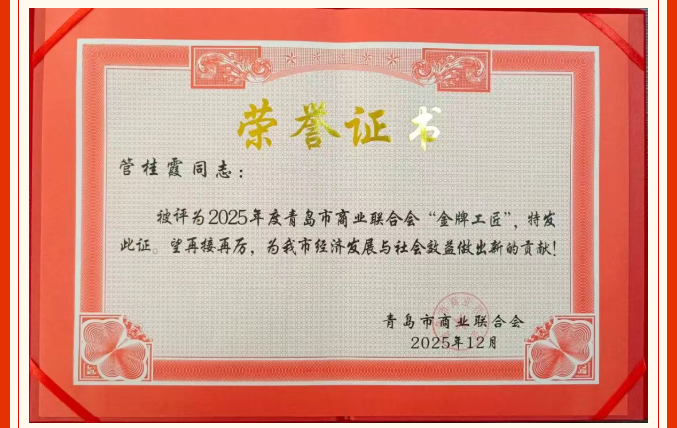 荣誉证书
管桂霞同志：
被评为2025年度青岛市商业联合会“金牌工匠”，特发
此证。望再接再厉，为我市经济发展与社会效益做出新的贡献！
青岛市商业联合会
2025年12月